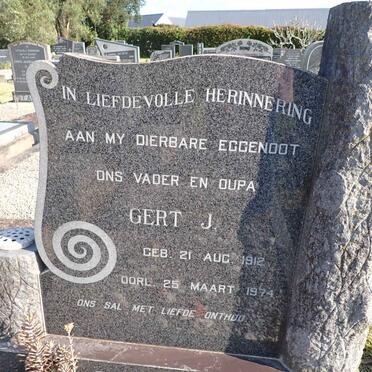 IN LIEFDEVOLLE HERINNERING
AAN MY DIERBARE EGGENOOT
ONS VADER EN OUPA
GERT J.
GEB. 21 AUG. 1912
OORL. 25 MAART 1974
ONS SAL MET LIEFDE ONTHOU